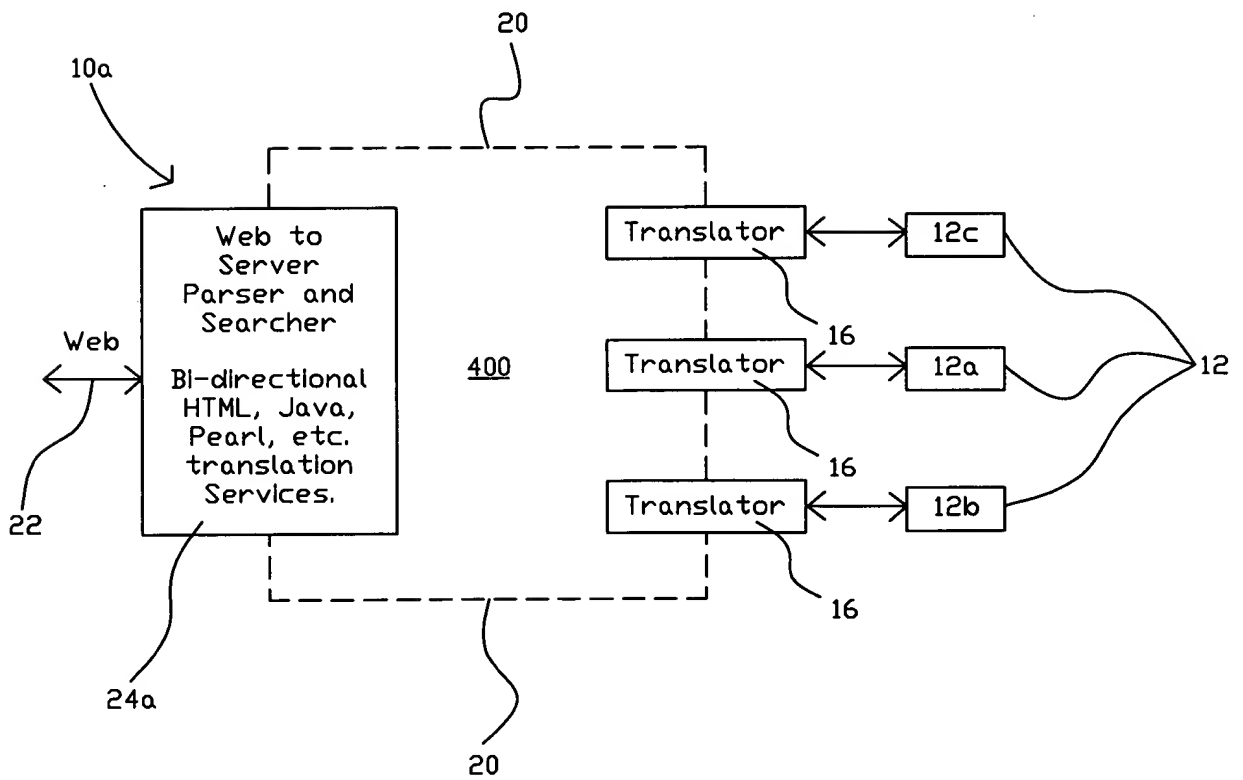 20
10a
Web to
Server
Parser and
Searcher
Bi-directional
HTML, Java,
Pearl, etc.
translation
Services.
Web
22
24a
400
Translator
12c
16
Translator
12a
12
16
Translator
12b
16
20